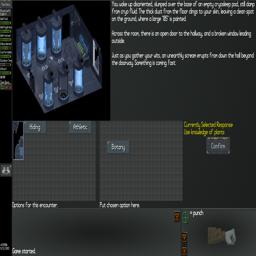 You wake up disoriented, slumped over the base of an empty cryosleep pod, still damp
from cryo fluid. The thick dust from the floor clings to your skin, leaving a clean spot
on the ground, where a large "85" is painted.
Across the room, there is an open door to the hallway, and a broken window leading
outside.
Just as you gather your wits, an unearthly scream erupts from down the hall beyond
the doorway. Something is coming. Fast.
Hiding
Athletic
Botany
Currently Selected Response
Use knowledge of plants
Confirm
Options for this encounter.
Put chosen option here.
= punch
Game started.